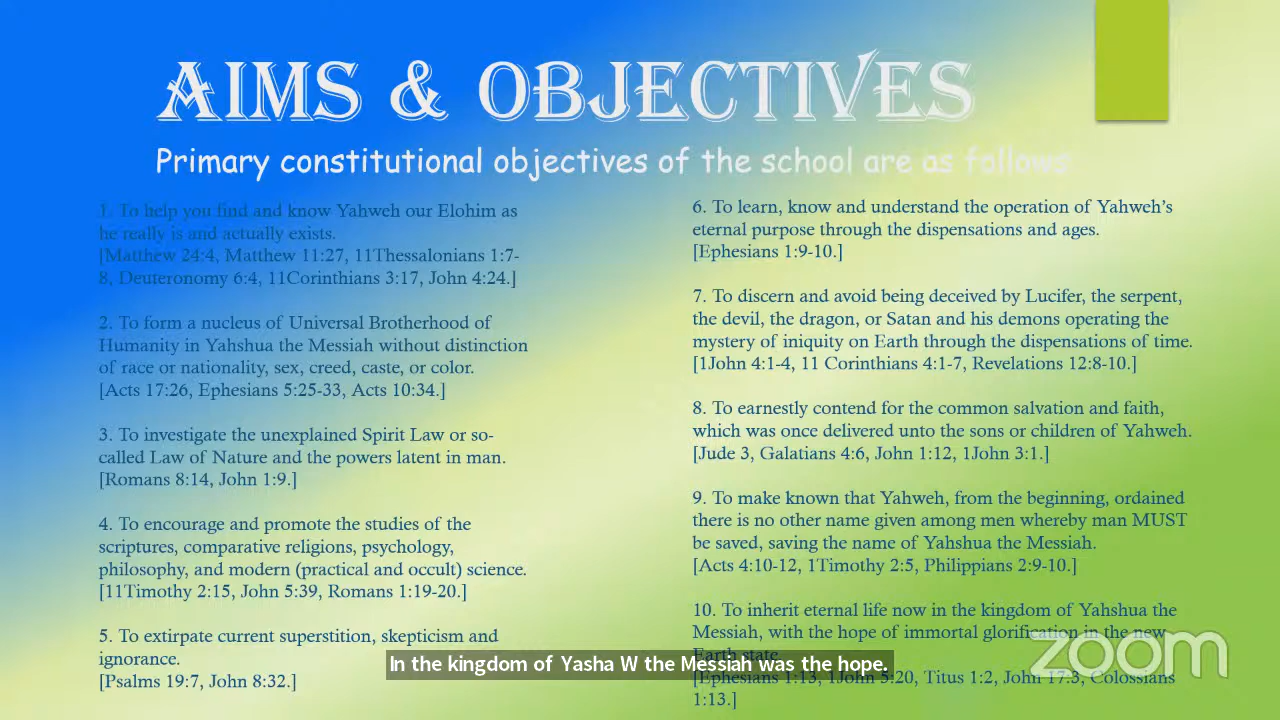 AIMS & OBJECTIVES
Primary constitutional objectives of the school are as follows
1. To help you find and know Yahweh our Elohim as
he really is and actually exists.
[Matthew 24:4, Matthew 11:27, 11Thessalonians 1:7-
8, Deuteronomy 6:4, 11Corinthians 3:17, John 4:24.]
2. To form a nucleus of Universal Brotherhood of
Humanity in Yahshua the Messiah without distinction
of race or nationality, sex, creed, caste, or color.
[Acts 17:26, Ephesians 5:25-33, Acts 10:34.]
3. To investigate the unexplained Spirit Law or so-
called Law of Nature and the powers latent in man.
[Romans 8:14, John 1:9.]
4. To encourage and promote the studies of the
scriptures, comparative religions, psychology,
philosophy, and modern (practical and occult) science.
[11Timothy 2:15, John 5:39, Romans 1:19-20.]
5. To extirpate current superstition, skepticism and
ignorance.
[Psalms 19:7, John 8:32.]
6. To learn, know and understand the operation of Yahweh’s
eternal purpose through the dispensations and ages.
[Ephesians 1:9-10.]
7. To discern and avoid being deceived by Lucifer, the serpent,
the devil, the dragon, or Satan and his demons operating the
mystery of iniquity on Earth through the dispensations of time.
[1John 4:1-4, 11 Corinthians 4:1-7, Revelations 12:8-10.]
8. To earnestly contend for the common salvation and faith,
which was once delivered unto the sons or children of Yahweh.
[Jude 3, Galatians 4:6, John 1:12, 1John 3:1.]
9. To make known that Yahweh, from the beginning, ordained
there is no other name given among men whereby man MUST
be saved, saving the name of Yahshua the Messiah.
[Acts 4:10-12, 1Timothy 2:5, Philippians 2:9-10.]
10. To inherit eternal life now in the kingdom of Yahshua the
Messiah, with the hope of immortal glorification in the new
Earth state.
[Ephesians 1:13, 1John 5:20, Titus 1:2, John 17:3, Colossians
1:13.]
In the kingdom of Yasha W the Messiah was the hope.
zoom